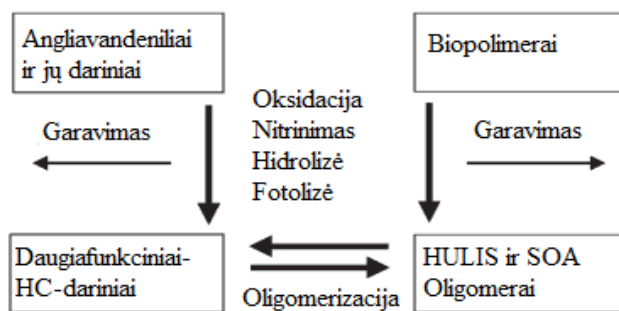 Angliavandeniliai
ir jų dariniai
Biopolimerai
Oksidacija
Nitrinimas
Hidrolizė
Fotolizė
Garavimas
Garavimas
Daugiafunkciniai-
HC-dariniai
HULIS ir SOA
Oligomerai
Oligomerizacija